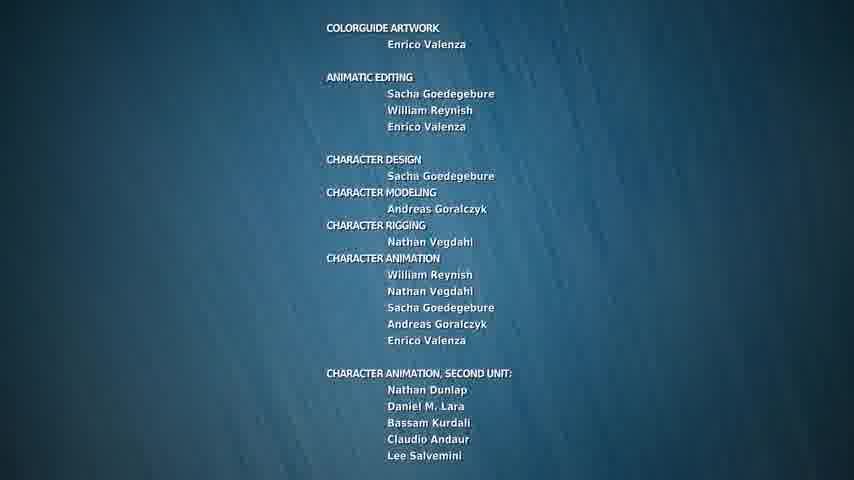 COLORGUIDE ARTWORK
Enrico Valenza
ANIMATIC EDITING
Sacha Goedegebure
William Reynish
Enrico Valenza
CHARACTER DESIGN
Sacha Goedegebure
CHARACTER MODELING
Andreas Goralczyk
CHARACTER RIGGING
Nathan Vegdahl
CHARACTER ANIMATION
William Reynish
Nathan Vegdahl
Sacha Goedegebure
Andreas Goralczyk
Enrico Valenza
CHARACTER ANIMATION, SECOND UNIT:
Nathan Dunlap
Daniel M. Lara
Bassam Kurdali
Claudio Andaur
Lee Salvemini